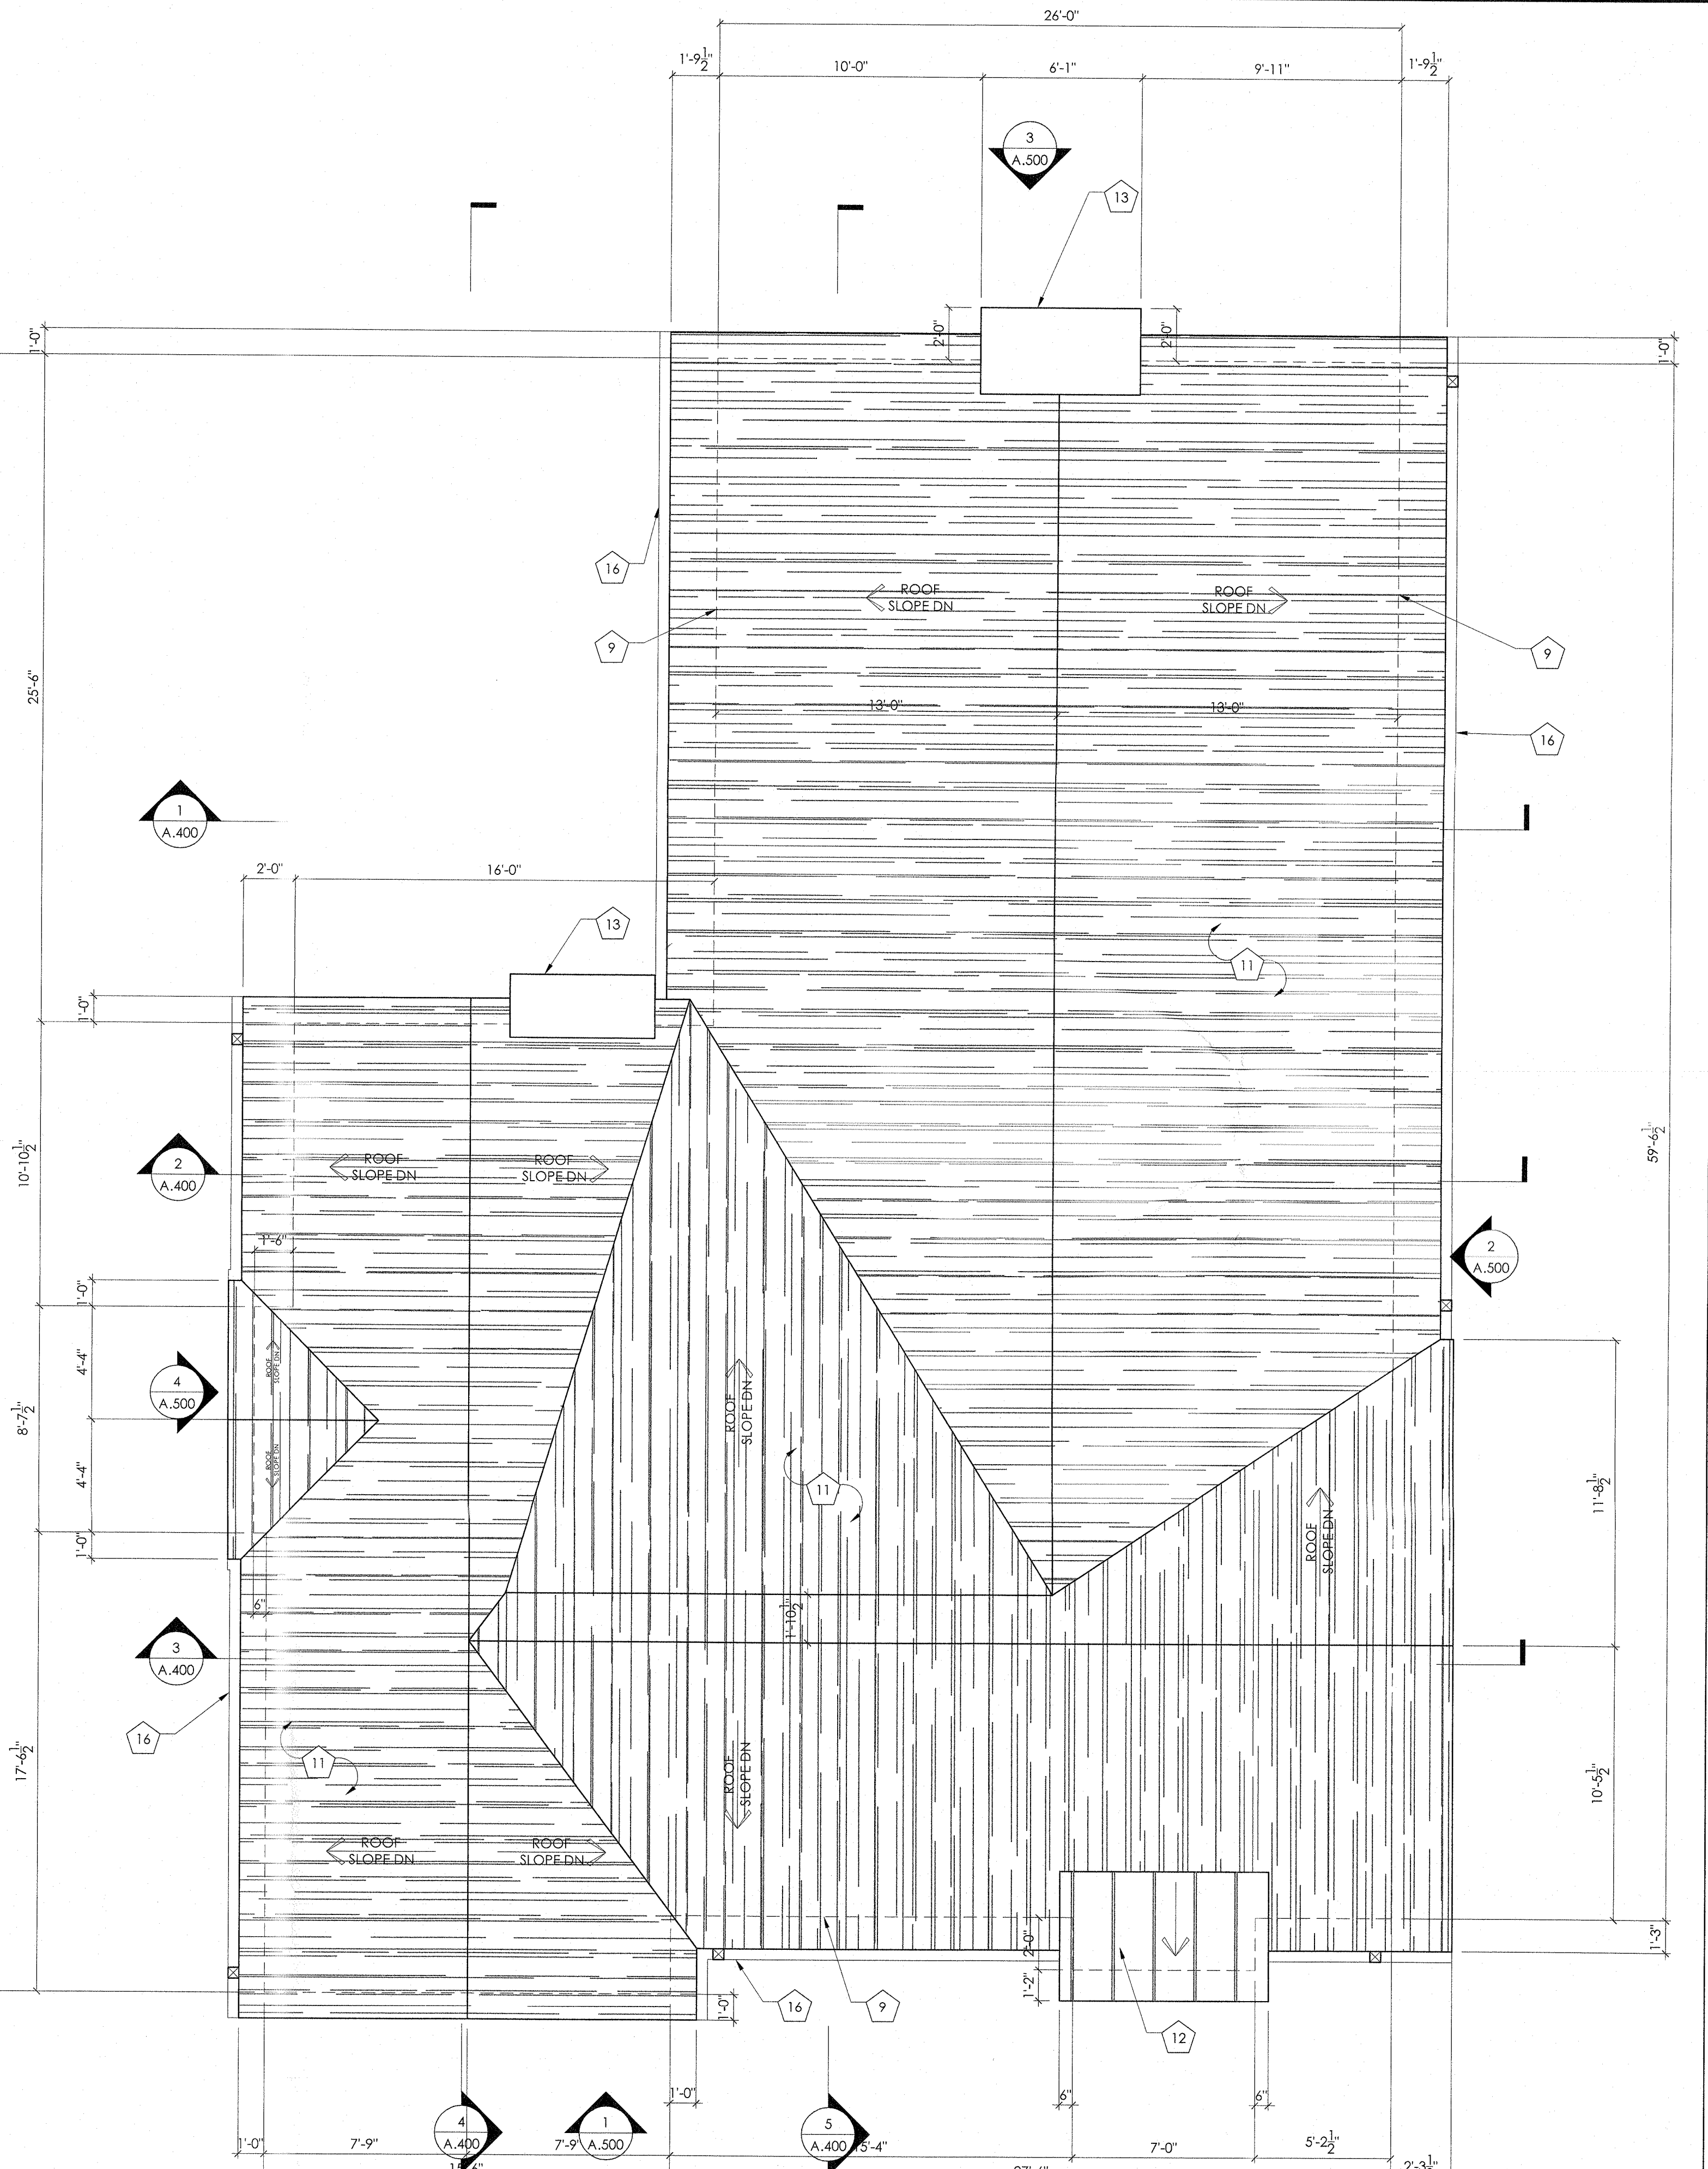 26'-0"
1'-9 1/2"
10'-0"
6'-1"
9'-11"
1'-9 1/2"
3
A.500
13
1'-0"
2'-0"
2'-0"
1'-0"
16
ROOF
SLOPE DN
ROOF
SLOPE DN
9
9
25'-6"
13'-0"
13'-0"
16
1
A.400
2'-0"
16'-0"
13
11
1'-0"
10'-10 1/2"
59'-6 1/2"
2
A.400
ROOF
SLOPE DN
ROOF
SLOPE DN
1'-6"
2
A.500
1'-0"
4'-4"
ROOF
SLOPE DN
4
A.500
ROOF
SLOPE DN
8'-7 1/2"
4'-4"
ROOF
SLOPE DN
11
11'-8 1/2"
ROOF
SLOPE DN
1'-0"
6"
1'-10 1/2"
3
A.400
16
11
17'-6 1/2"
ROOF
SLOPE DN
10'-5 1/2"
ROOF
SLOPE DN
ROOF
SLOPE DN
2'-0"
1'-3"
1'-2"
1'-0"
16
9
12
1'-0"
6"
6"
4
A.400
1
A.500
5
A.400
1'-0"
7'-9"
7'-9"
15'-4"
7'-0"
5'-2 1/2"
2'-3 1/2"